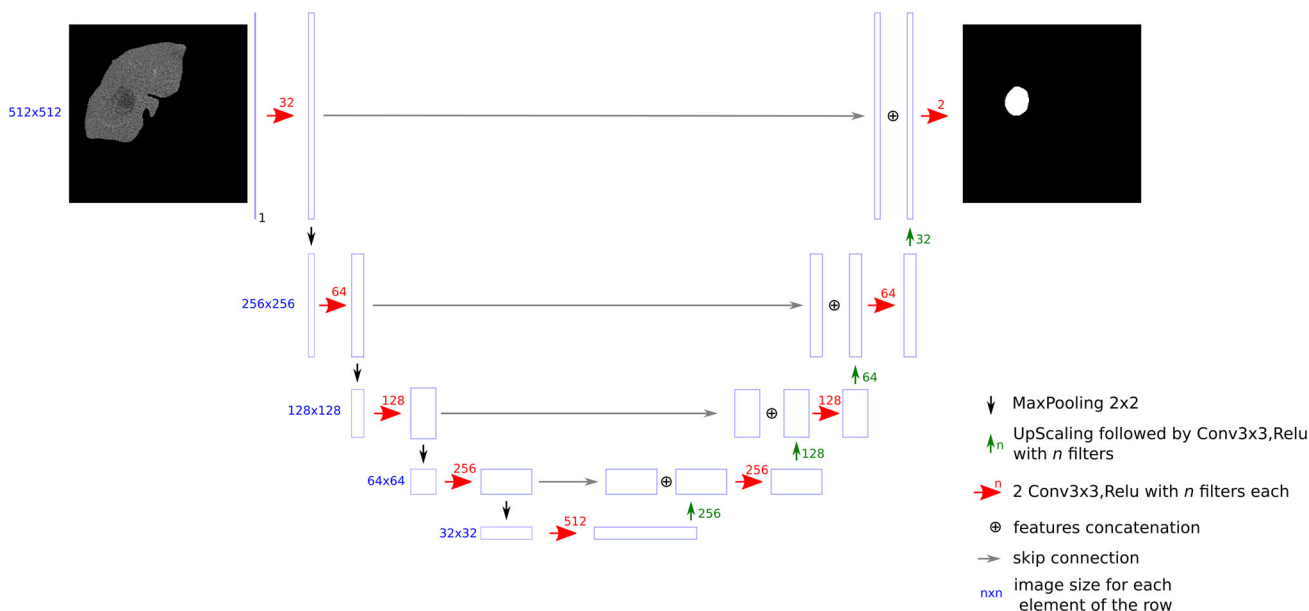 512x512
1
32
2
32
256x256
64
64
64
128x128
128
128
128
64x64
256
256
256
32x32
512
MaxPooling 2x2
n UpScaling followed by Conv3x3,Relu
with n filters
n 2 Conv3x3,Relu with n filters each
⊕ features concatenation
skip connection
nxn image size for each
element of the row